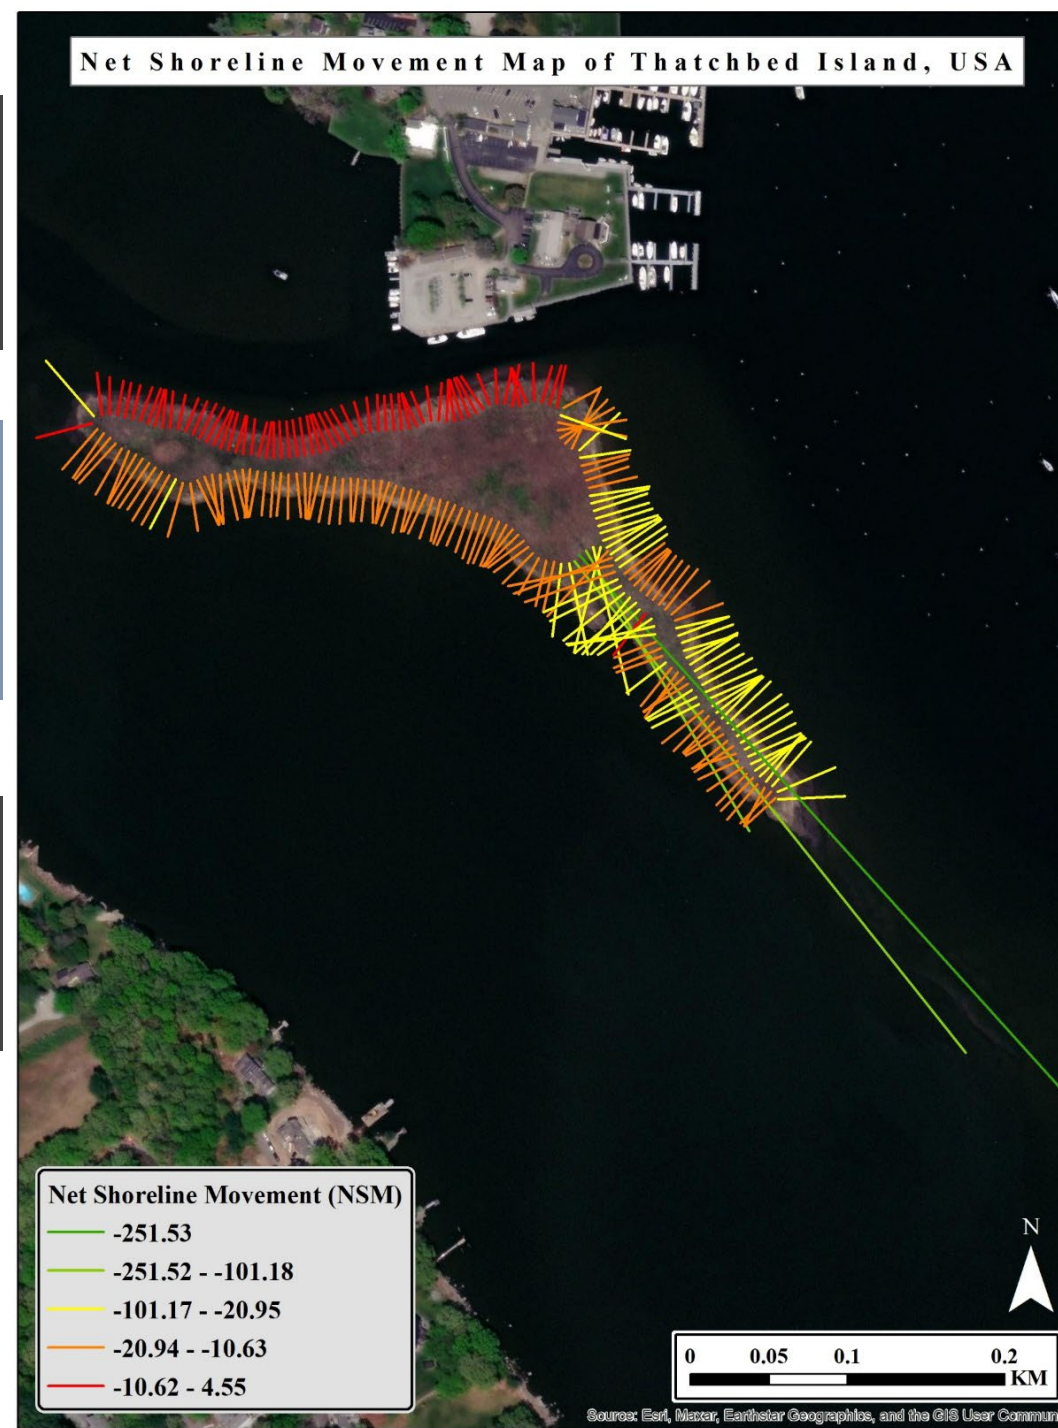 Net Shoreline Movement Map of Thatchbed Island, USA
Net Shoreline Movement (NSM)
-251.53
-251.52 - -101.18
-101.17 - -20.95
-20.94 - -10.63
-10.62 - 4.55
N
0 0.05 0.1 0.2
KM
Source: Esri, Maxar, Earthstar Geographics, and the GIS User Commun